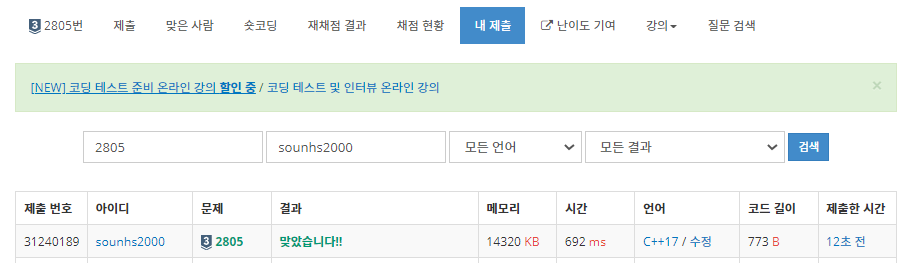 3 2805번 제출 맞은 사람 숏코딩 재채점 결과 채점 현황 내 제출 난이도 기여 강의 질문 검색
[NEW] 코딩 테스트 준비 온라인 강의 할인 중 / 코딩 테스트 및 인터뷰 온라인 강의 ×
2805 sounhs2000 모든 언어 모든 결과 검색
제출 번호 아이디 문제 결과 메모리 시간 언어 코드 길이 제출한 시간
31240189 sounhs2000 3 2805 맞았습니다!! 14320 KB 692 ms C++17 / 수정 773 B 12초 전